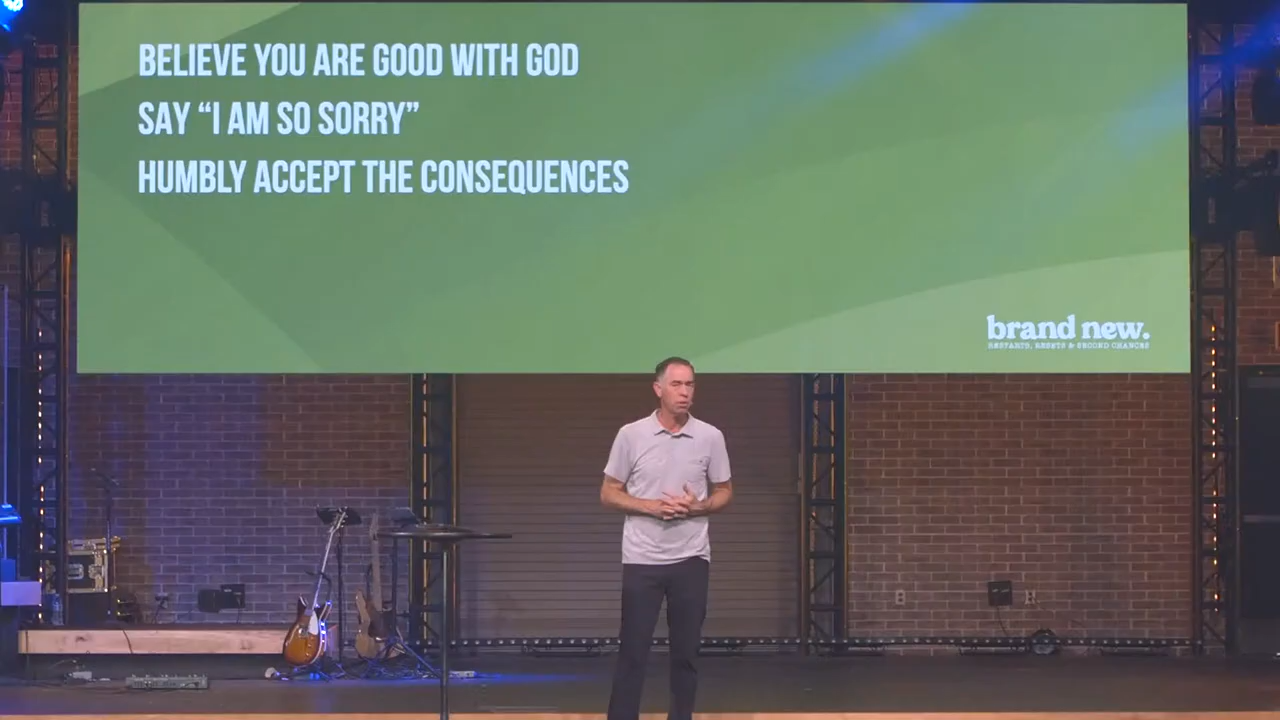 BELIEVE YOU ARE GOOD WITH GOD
SAY “I AM SO SORRY”
HUMBLY ACCEPT THE CONSEQUENCES
brand new.
RESTARTS, RESETS & SECOND CHANCES